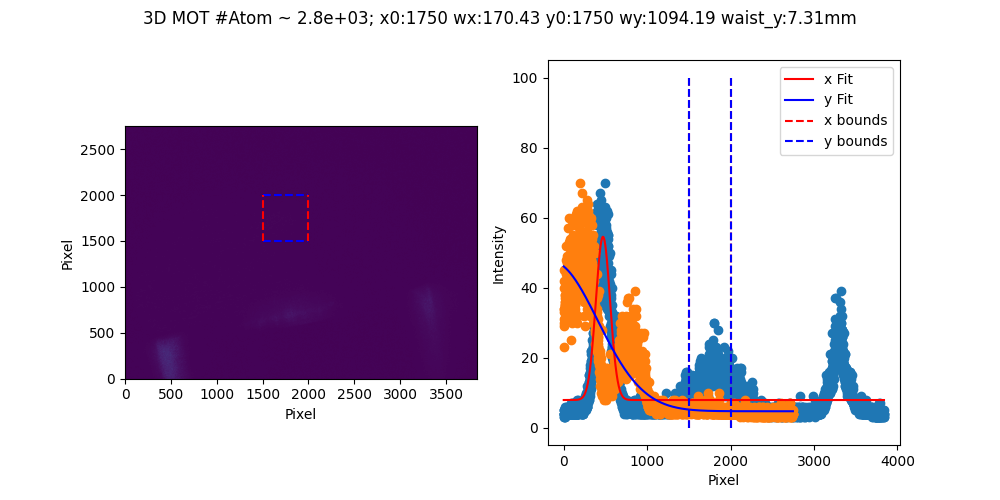 3D MOT #Atom ~ 2.8e+03; x0:1750 wx:170.43 y0:1750 wy:1094.19 waist_y:7.31mm
Pixel
2500
2000
1500
1000
500
0
0 500 1000 1500 2000 2500 3000 3500
Pixel
Intensity
100
80
60
40
20
0
0 1000 2000 3000 4000
Pixel
x Fit
y Fit
x bounds
y bounds